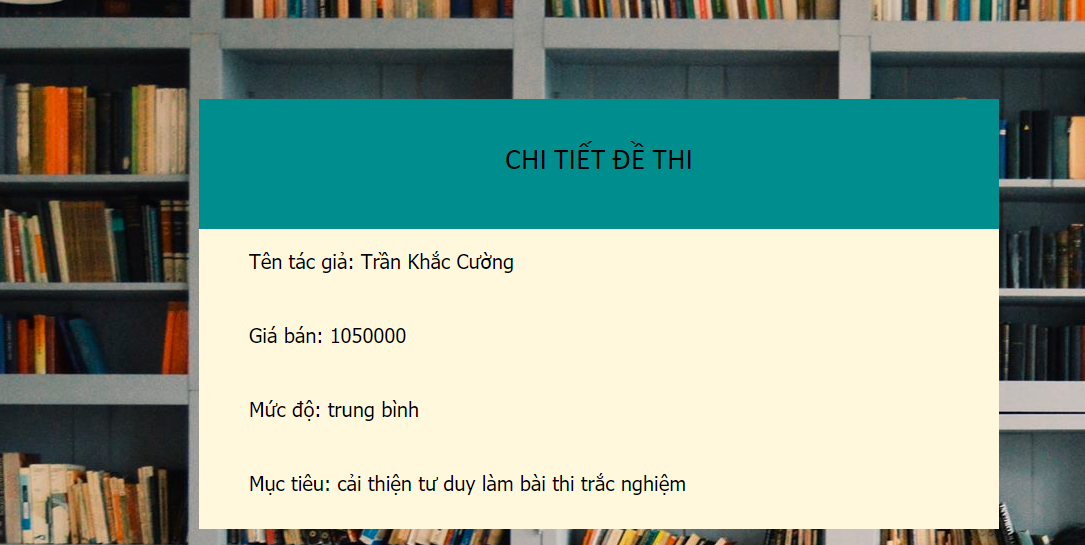 CHI TIẾT ĐỀ THI
Tên tác giả: Trần Khắc Cường
Giá bán: 1050000
Mức độ: trung bình
Mục tiêu: cải thiện tư duy làm bài thi trắc nghiệm